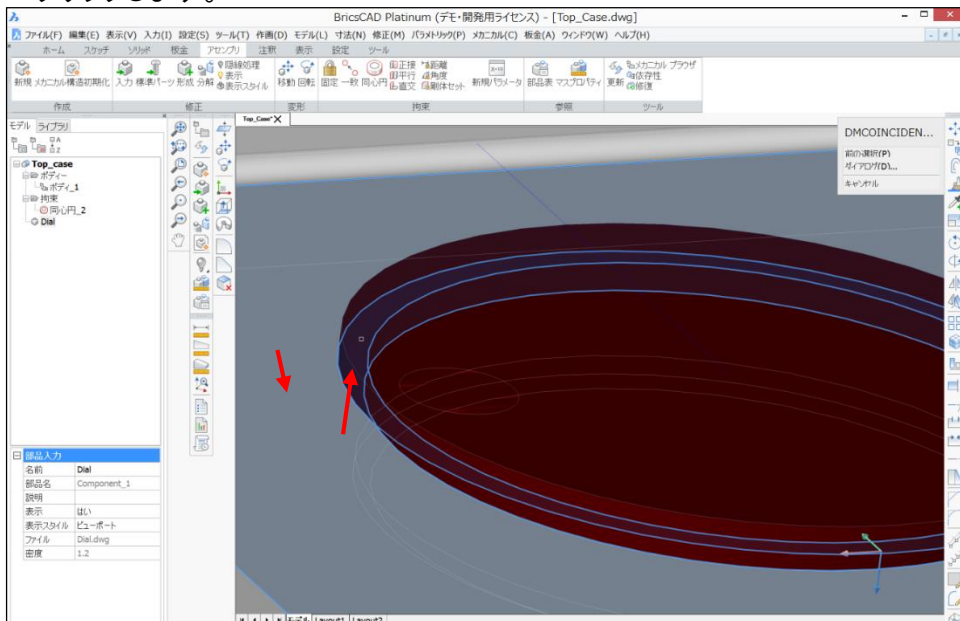 BricsCAD Platinum (デモ・開発用ライセンス) - [Top_Case.dwg]
ファイル(F) 編集(E) 表示(V) 入力(I) 設定(S) ツール(T) 作画(D) モデル(L) 寸法(N) 修正(M) パラメトリック(P) メカニカル(C) 板金(A) ウィンドウ(W) ヘルプ(H)
ホーム スケッチ ソリッド 板金 アセンブリ 注釈 表示 設定 ツール
隠線処理
表示
表示スタイル
正接 距離
平行 角度
直交 剛体セット
メカニカル ブラウザ
依存性
修復
新規 メカニカル構造初期化 入力 標準パーツ 形成 分解 移動 回転 固定 一致 同心円 新規パラメータ 部品表 マスプロパティ 更新
作成 修正 変形 拘束 参照 ツール
モデル ライブラリ
Top_Case*
Top_case
ボディー
ボディ_1
拘束
同心円_2
Dial
DMCOINCIDEN...
前の選択(P)
ダイアログ(D)...
キャンセル
部品入力
名前 Dial
部品名 Component_1
説明
表示 はい
表示スタイル ビューポート
ファイル Dial.dwg
密度 1.2
モデル Layout1 Layout2